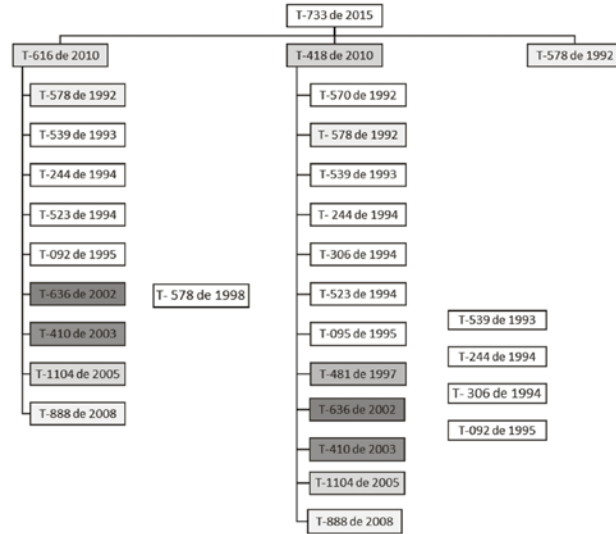 T-733 de 2015
T-616 de 2010
T-418 de 2010
T-578 de 1992
T-578 de 1992
T-539 de 1993
T-244 de 1994
T-523 de 1994
T-092 de 1995
T-636 de 2002
T-410 de 2003
T-1104 de 2005
T-888 de 2008
T- 578 de 1998
T-570 de 1992
T- 578 de 1992
T-539 de 1993
T- 244 de 1994
T-306 de 1994
T-523 de 1994
T-095 de 1995
T-481 de 1997
T-636 de 2002
T-410 de 2003
T-1104 de 2005
T-888 de 2008
T-539 de 1993
T-244 de 1994
T- 306 de 1994
T-092 de 1995